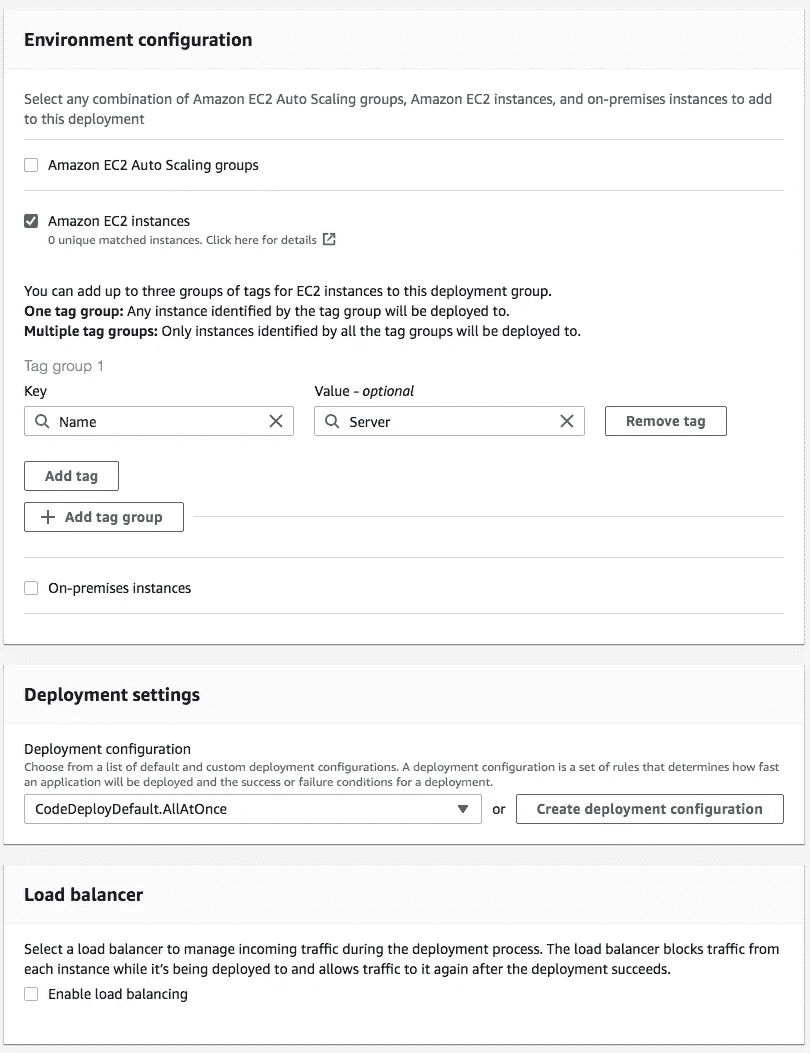 Environment configuration
Select any combination of Amazon EC2 Auto Scaling groups, Amazon EC2 instances, and on-premises instances to add
to this deployment
Amazon EC2 Auto Scaling groups
Amazon EC2 instances
0 unique matched instances. Click here for details
You can add up to three groups of tags for EC2 instances to this deployment group.
One tag group: Any instance identified by the tag group will be deployed to.
Multiple tag groups: Only instances identified by all the tag groups will be deployed to.
Tag group 1
Key Value - optional
Name Server Remove tag
Add tag
Add tag group
On-premises instances
Deployment settings
Deployment configuration
Choose from a list of default and custom deployment configurations. A deployment configuration is a set of rules that determines how fast
an application will be deployed and the success or failure conditions for a deployment.
CodeDeployDefault.AllAtOnce or Create deployment configuration
Load balancer
Select a load balancer to manage incoming traffic during the deployment process. The load balancer blocks traffic from
each instance while it's being deployed to and allows traffic to it again after the deployment succeeds.
Enable load balancing